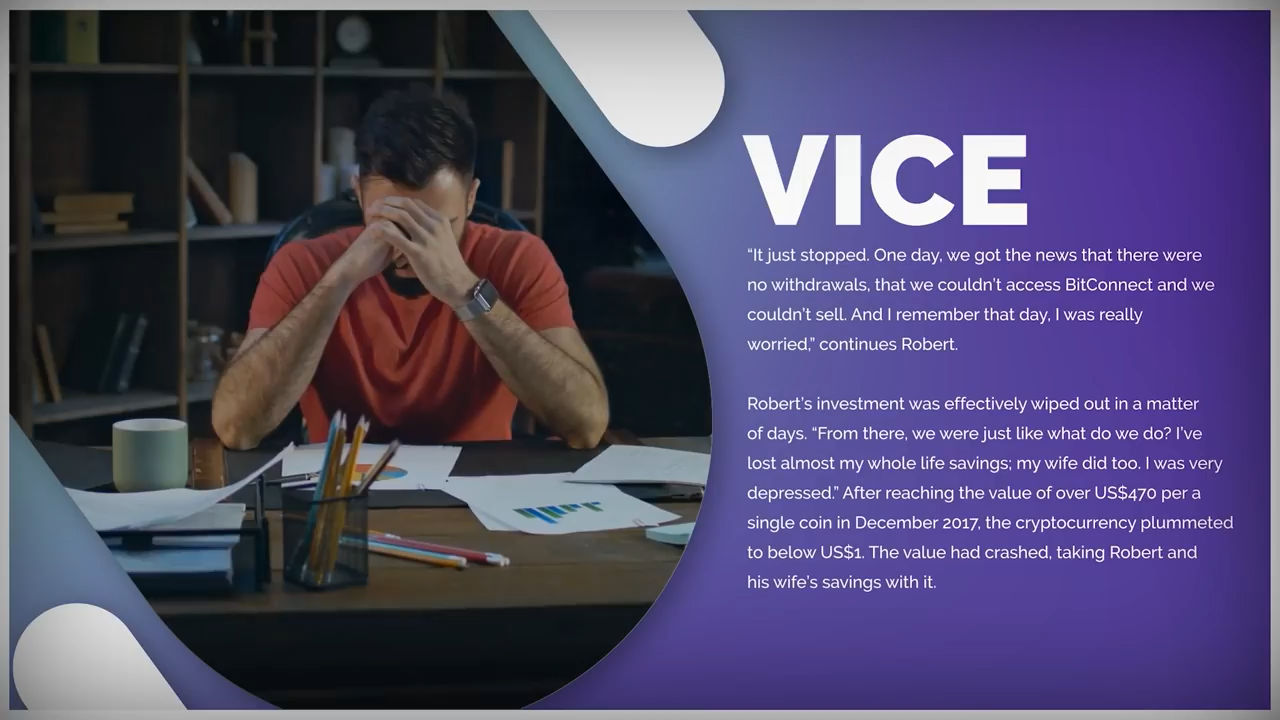 VICE
“It just stopped. One day, we got the news that there were
no withdrawals, that we couldn’t access BitConnect and we
couldn’t sell. And I remember that day, I was really
worried,” continues Robert.
Robert’s investment was effectively wiped out in a matter
of days. “From there, we were just like what do we do? I’ve
lost almost my whole life savings; my wife did too. I was very
depressed.” After reaching the value of over US$470 per a
single coin in December 2017, the cryptocurrency plummeted
to below US$1. The value had crashed, taking Robert and
his wife’s savings with it.